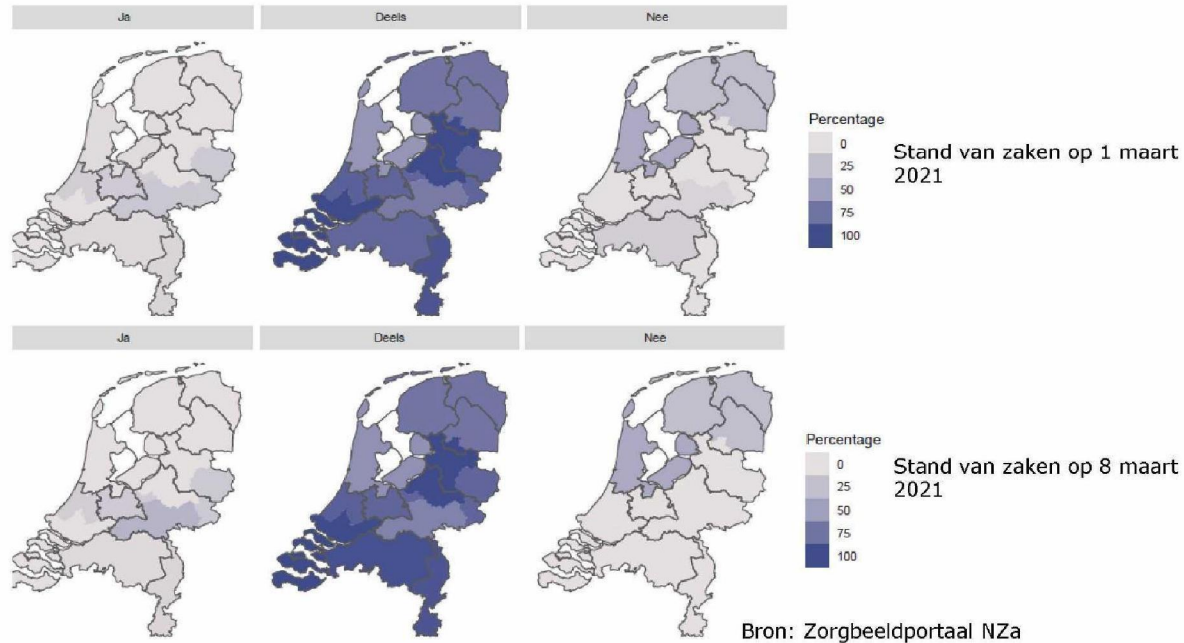 Ja
Deels
Nee
Percentage
0
25
50
75
100
Stand van zaken op 1 maart
2021
Ja
Deels
Nee
Percentage
0
25
50
75
100
Stand van zaken op 8 maart
2021
Bron: Zorgbeeldportaal NZa